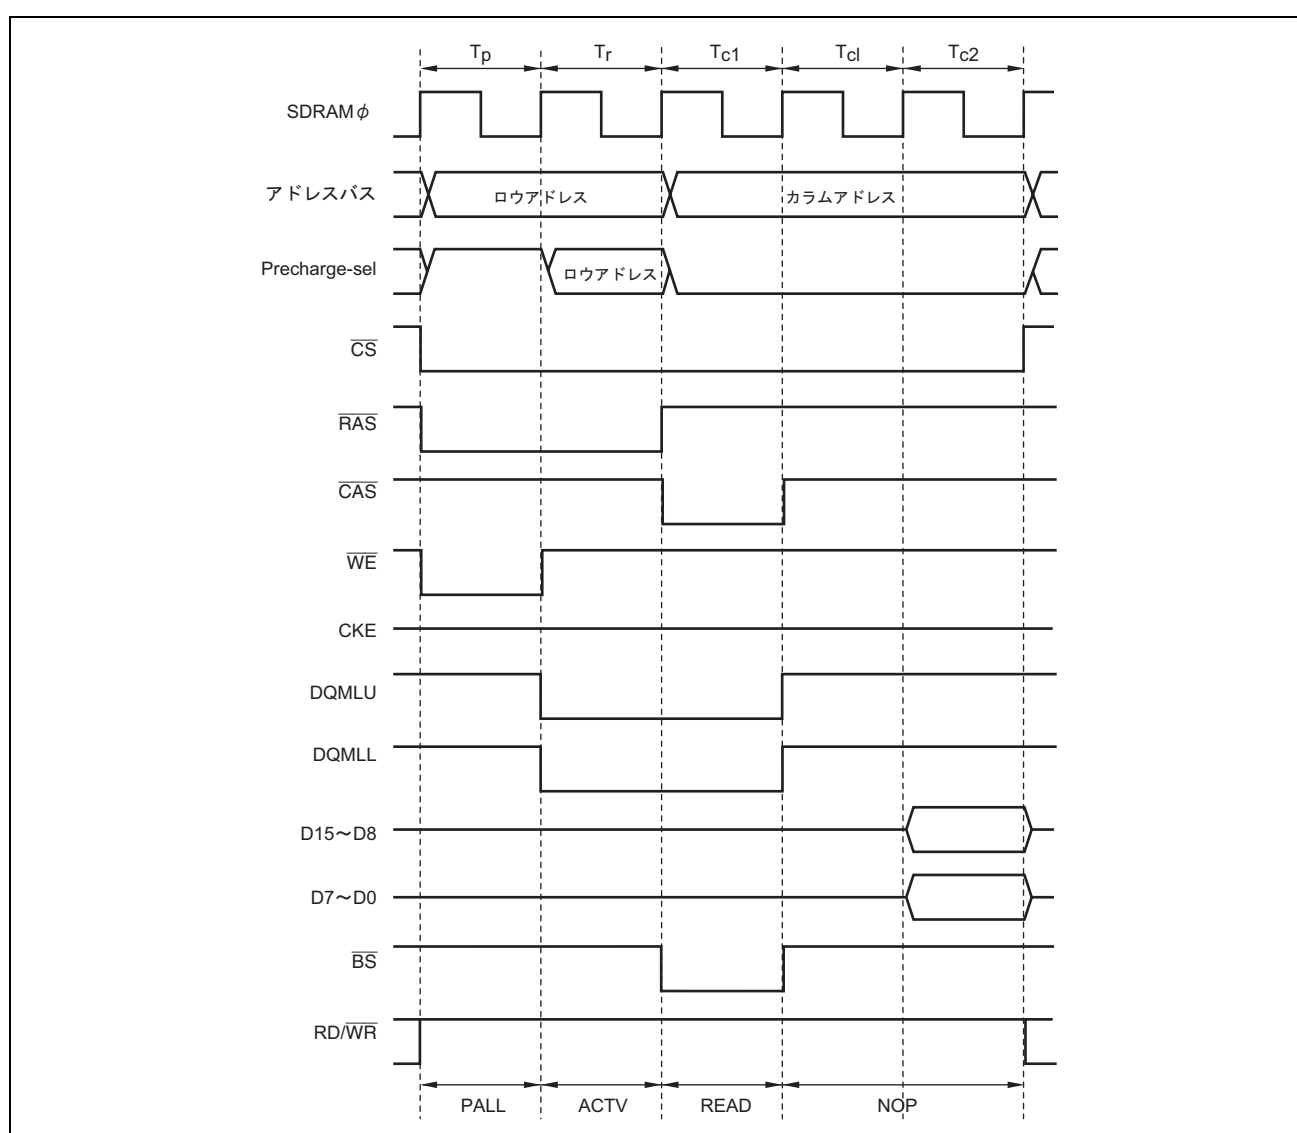 Tp Tr Tc1 Tcl Tc2
SDRAMφ
アドレスバス ロウアドレス カラムアドレス
Precharge-sel ロウアドレス
CS
RAS
CAS
WE
CKE
DQMLU
DQMLL
D15～D8
D7～D0
BS
RD/WR
PALL ACTV READ NOP